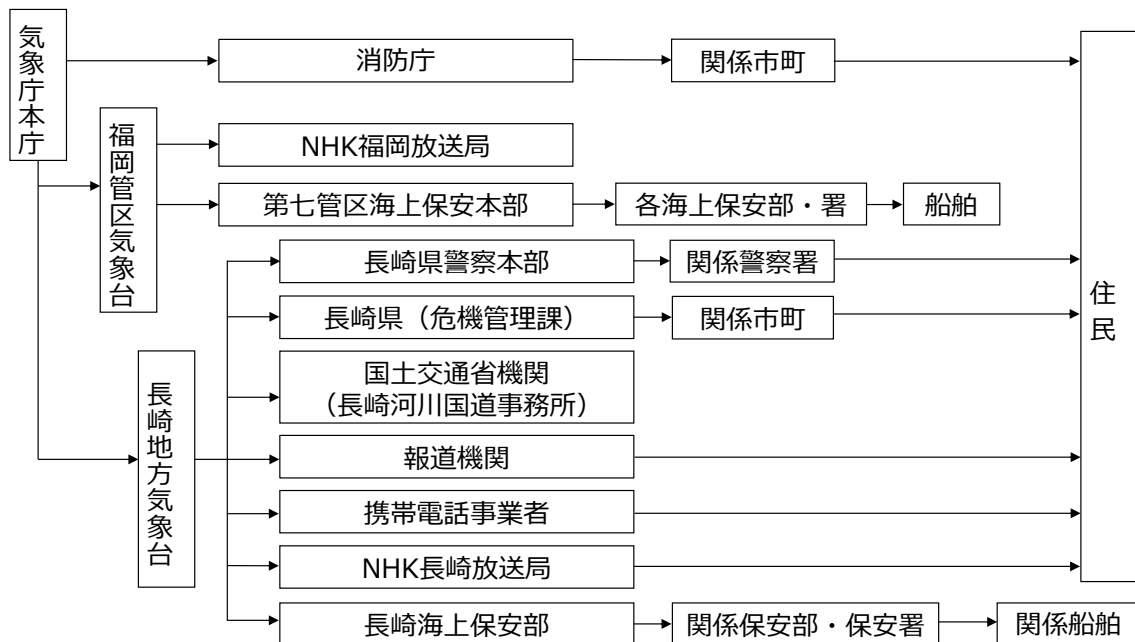 気象庁本庁
消防庁
関係市町
福岡管区気象台
NHK福岡放送局
第七管区海上保安本部
各海上保安部・署
船舶
長崎県警察本部
関係警察署
住民
長崎県（危機管理課）
関係市町
国土交通省機関
（長崎河川国道事務所）
長崎地方気象台
報道機関
携帯電話事業者
NHK長崎放送局
長崎海上保安部
関係保安部・保安署
関係船舶